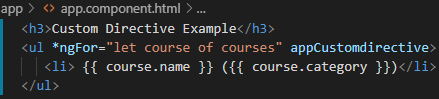 app > app.component.html > ...
<h3>Custom Directive Example</h3>
<ul *ngFor="let course of courses" appCustomdirective>
<li> {{ course.name }} ({{ course.category }})</li>
</ul>